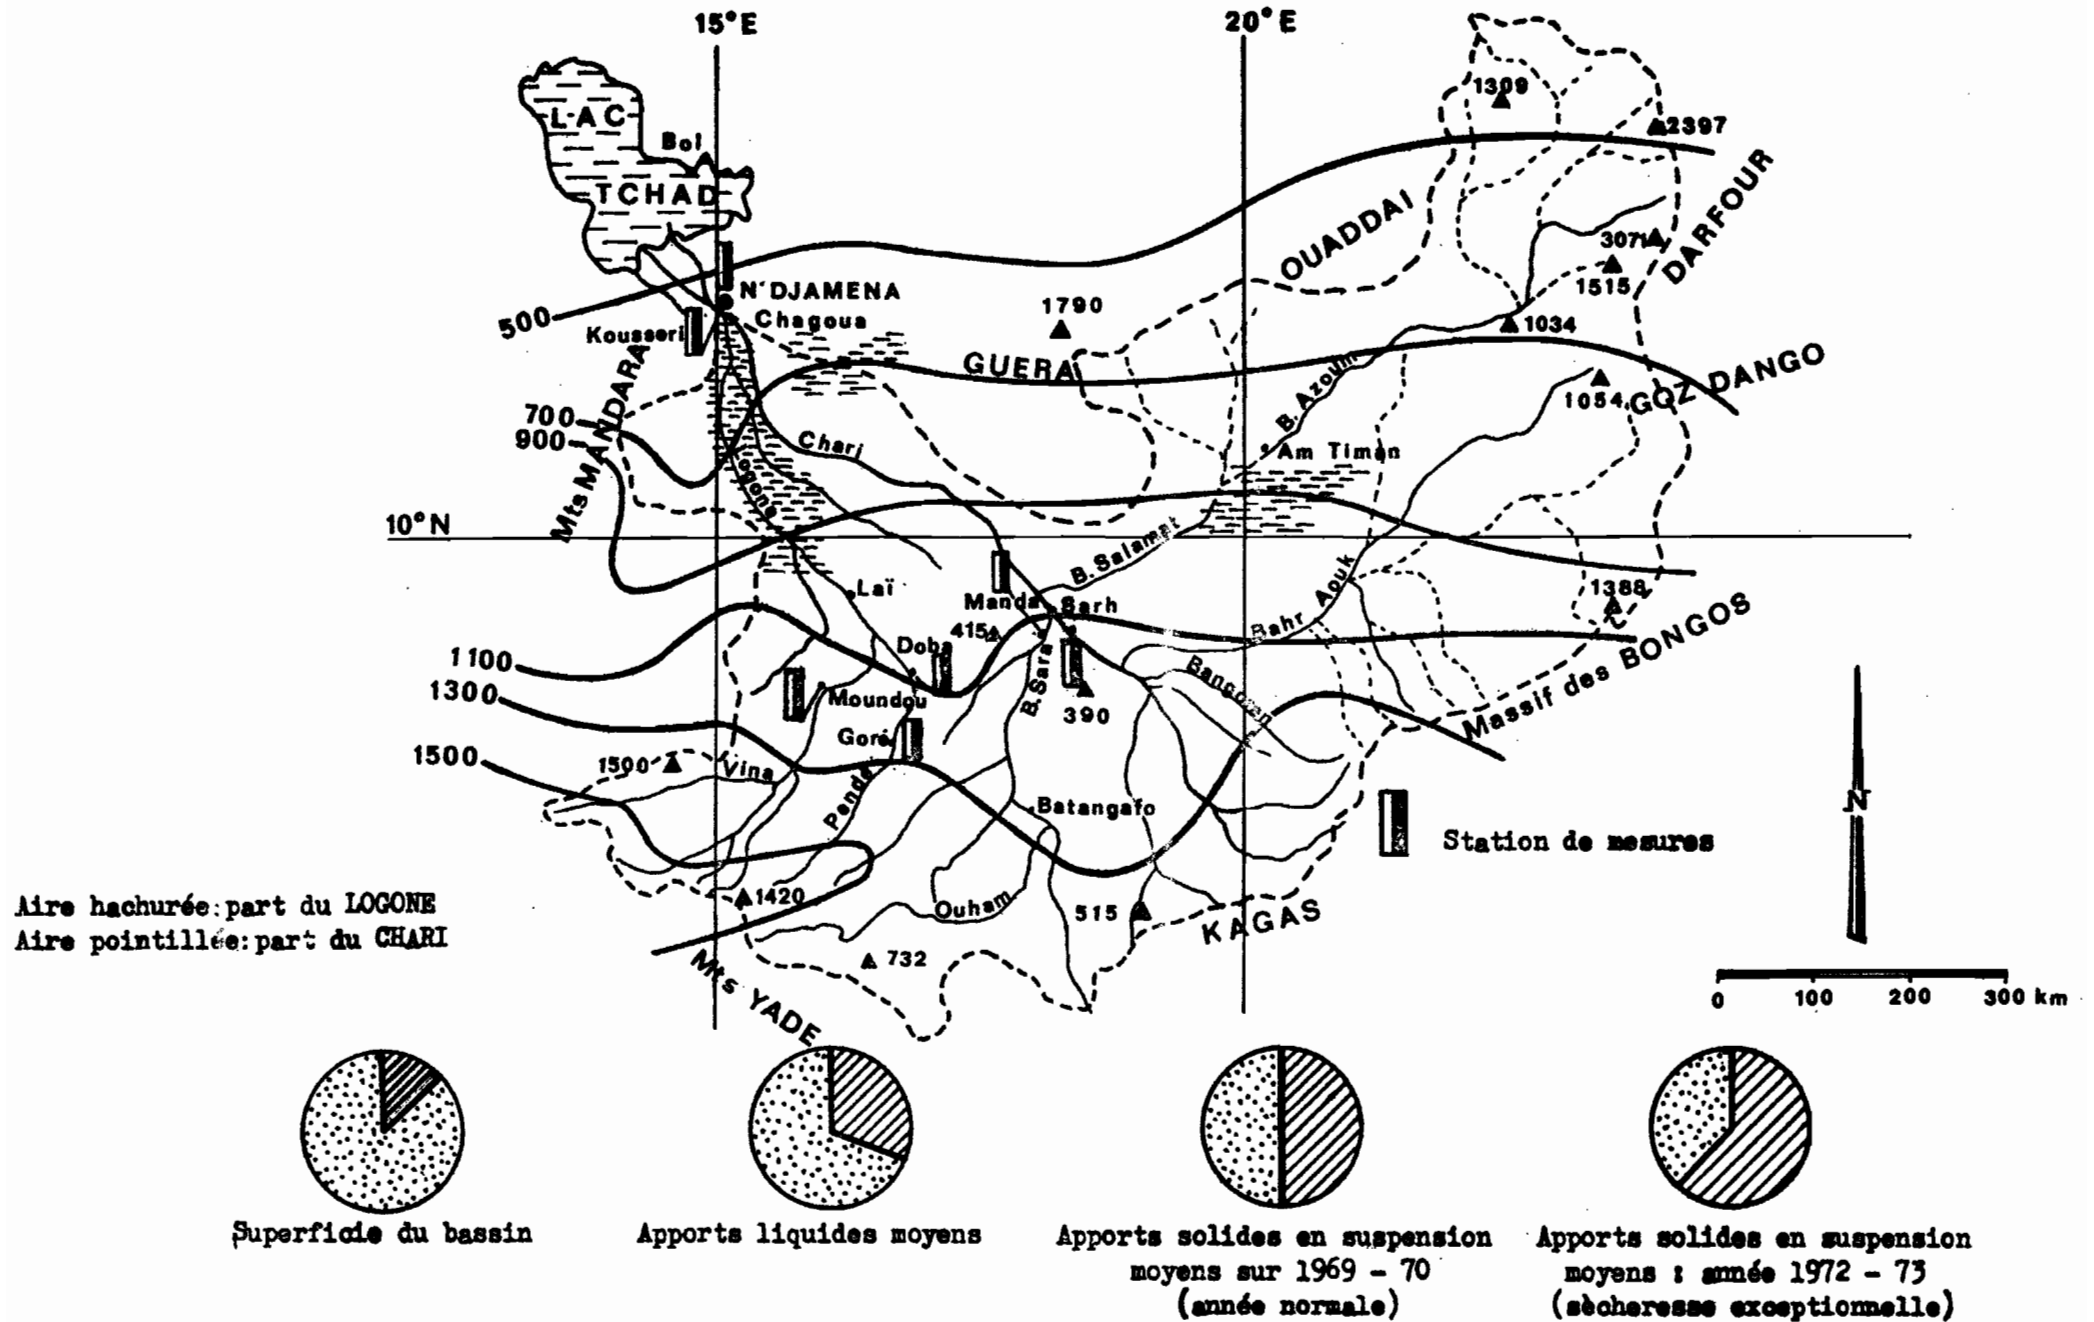 15°E
20°E
1309
LAC
2397
Bol
TCHAD
DARFOUR
OUADDAI
3071
1515
N'DJAMENA
1790
1034
500
Chagoua
Kousseri
GUERA
B. Azoum
GOZ DANGO
1054
Mts MANDARA
700
900
Chari
Am Timan
Logone
10°N
B. Salamat
Laï
Manda
Sarh
1388
Bahr Aouk
415
Doba
1100
Massif des BONGOS
B. Sara
Bangoran
1300
Moundou
390
Goré
1500
1500
Vina
Pendé
Batangafo
N
Station de mesures
Aire hachurée:part du LOGONE
1420
Ouham
515
KAGAS
Aire pointillée:part du CHARI
732
Mts YADE
0 100 200 300 km
Superficie du bassin
Apports liquides moyens
Apports solides en suspension
moyens sur 1969 - 70
(année normale)
Apports solides en suspension
moyens : année 1972 - 73
(sècheresse exceptionnelle)